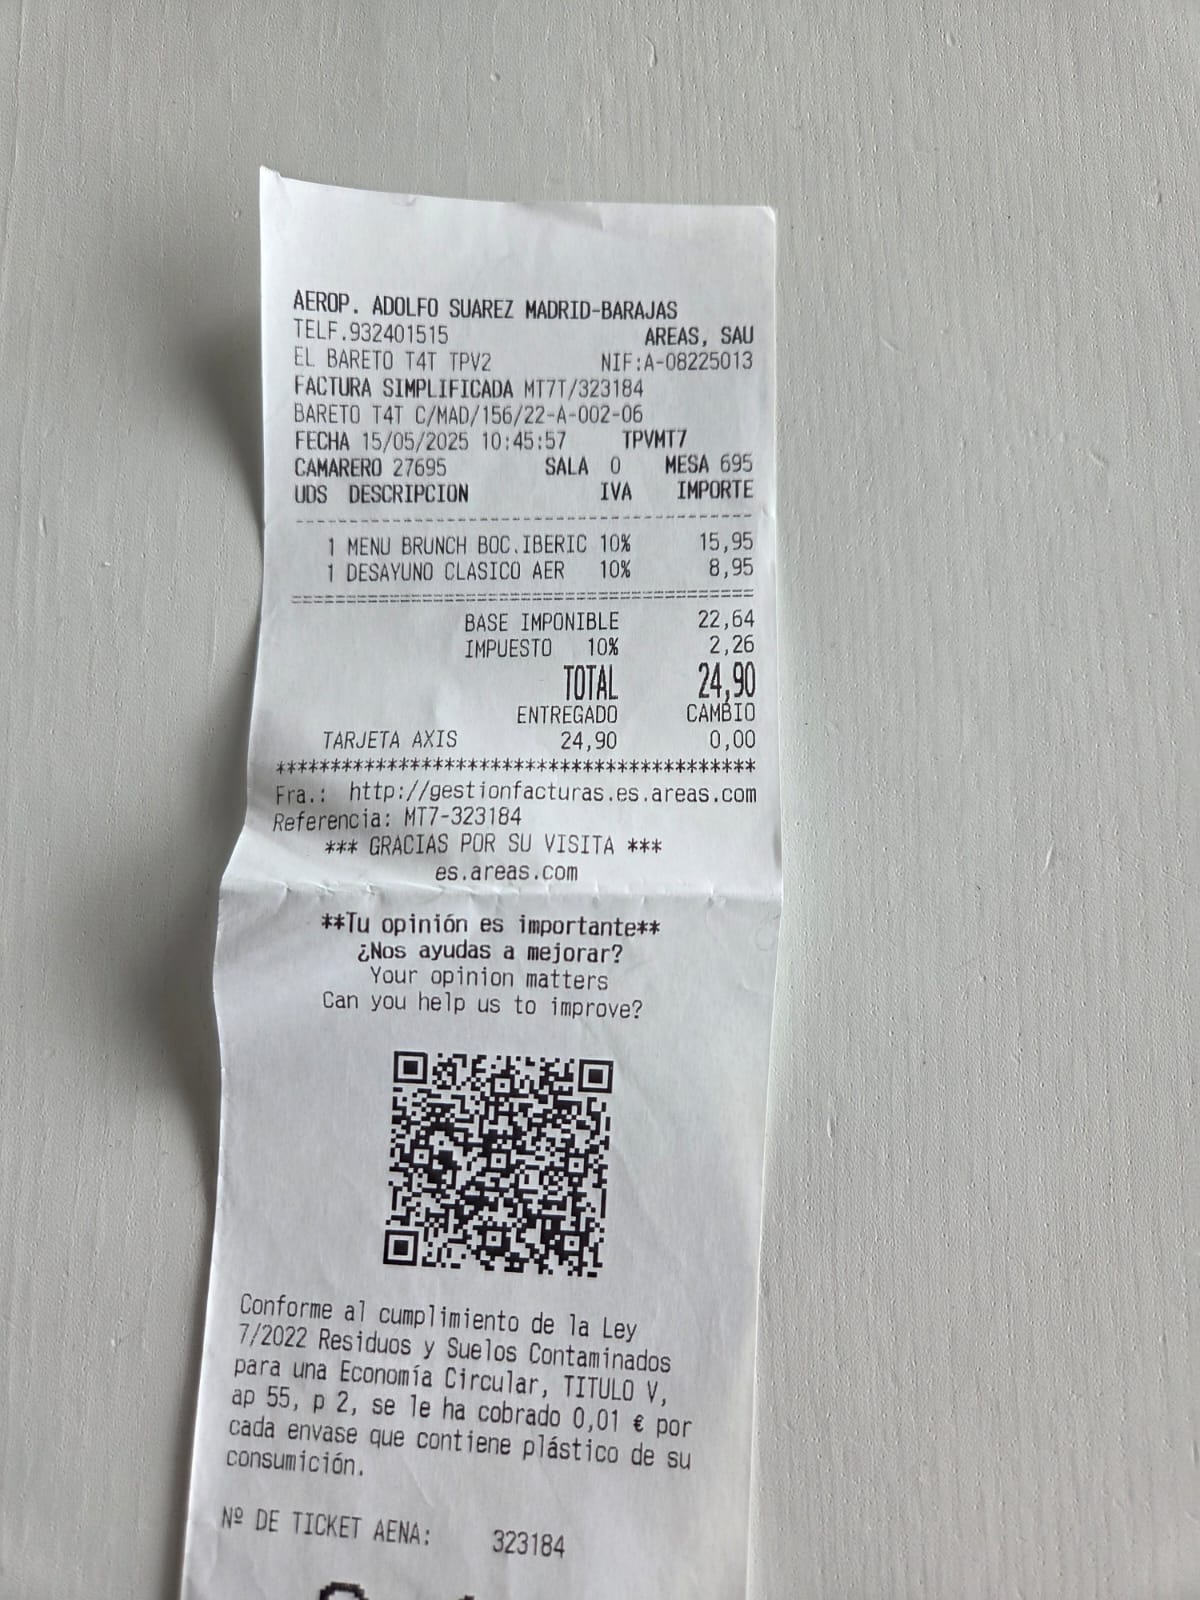 AEROP. ADOLFO SUAREZ MADRID-BARAJAS
TELF.932401515 AREAS, SAU
EL BARETO T4T TPV2 NIF:A-08225013
FACTURA SIMPLIFICADA MT7T/323184
BARETO T4T C/MAD/156/22-A-002-06
FECHA 15/05/2025 10:45:57 TPVMT7
CAMARERO 27695 SALA 0 MESA 695
UDS DESCRIPCION IVA IMPORTE
1 MENU BRUNCH BOC.IBERIC 10% 15,95
1 DESAYUNO CLASICO AER 10% 8,95
BASE IMPONIBLE 22,64
IMPUESTO 10% 2,26
TOTAL 24,90
ENTREGADO CAMBIO
TARJETA AXIS 24,90 0,00
********************************************
Fra.: http://gestionfacturas.es.areas.com
Referencia: MT7-323184
*** GRACIAS POR SU VISITA ***
es.areas.com
**Tu opinión es importante**
¿Nos ayudas a mejorar?
Your opinion matters
Can you help us to improve?
Conforme al cumplimiento de la Ley
7/2022 Residuos y Suelos Contaminados
para una Economía Circular, TITULO V,
ap 55, p 2, se le ha cobrado 0,01 € por
cada envase que contiene plástico de su
consumición.
Nº DE TICKET AENA: 323184